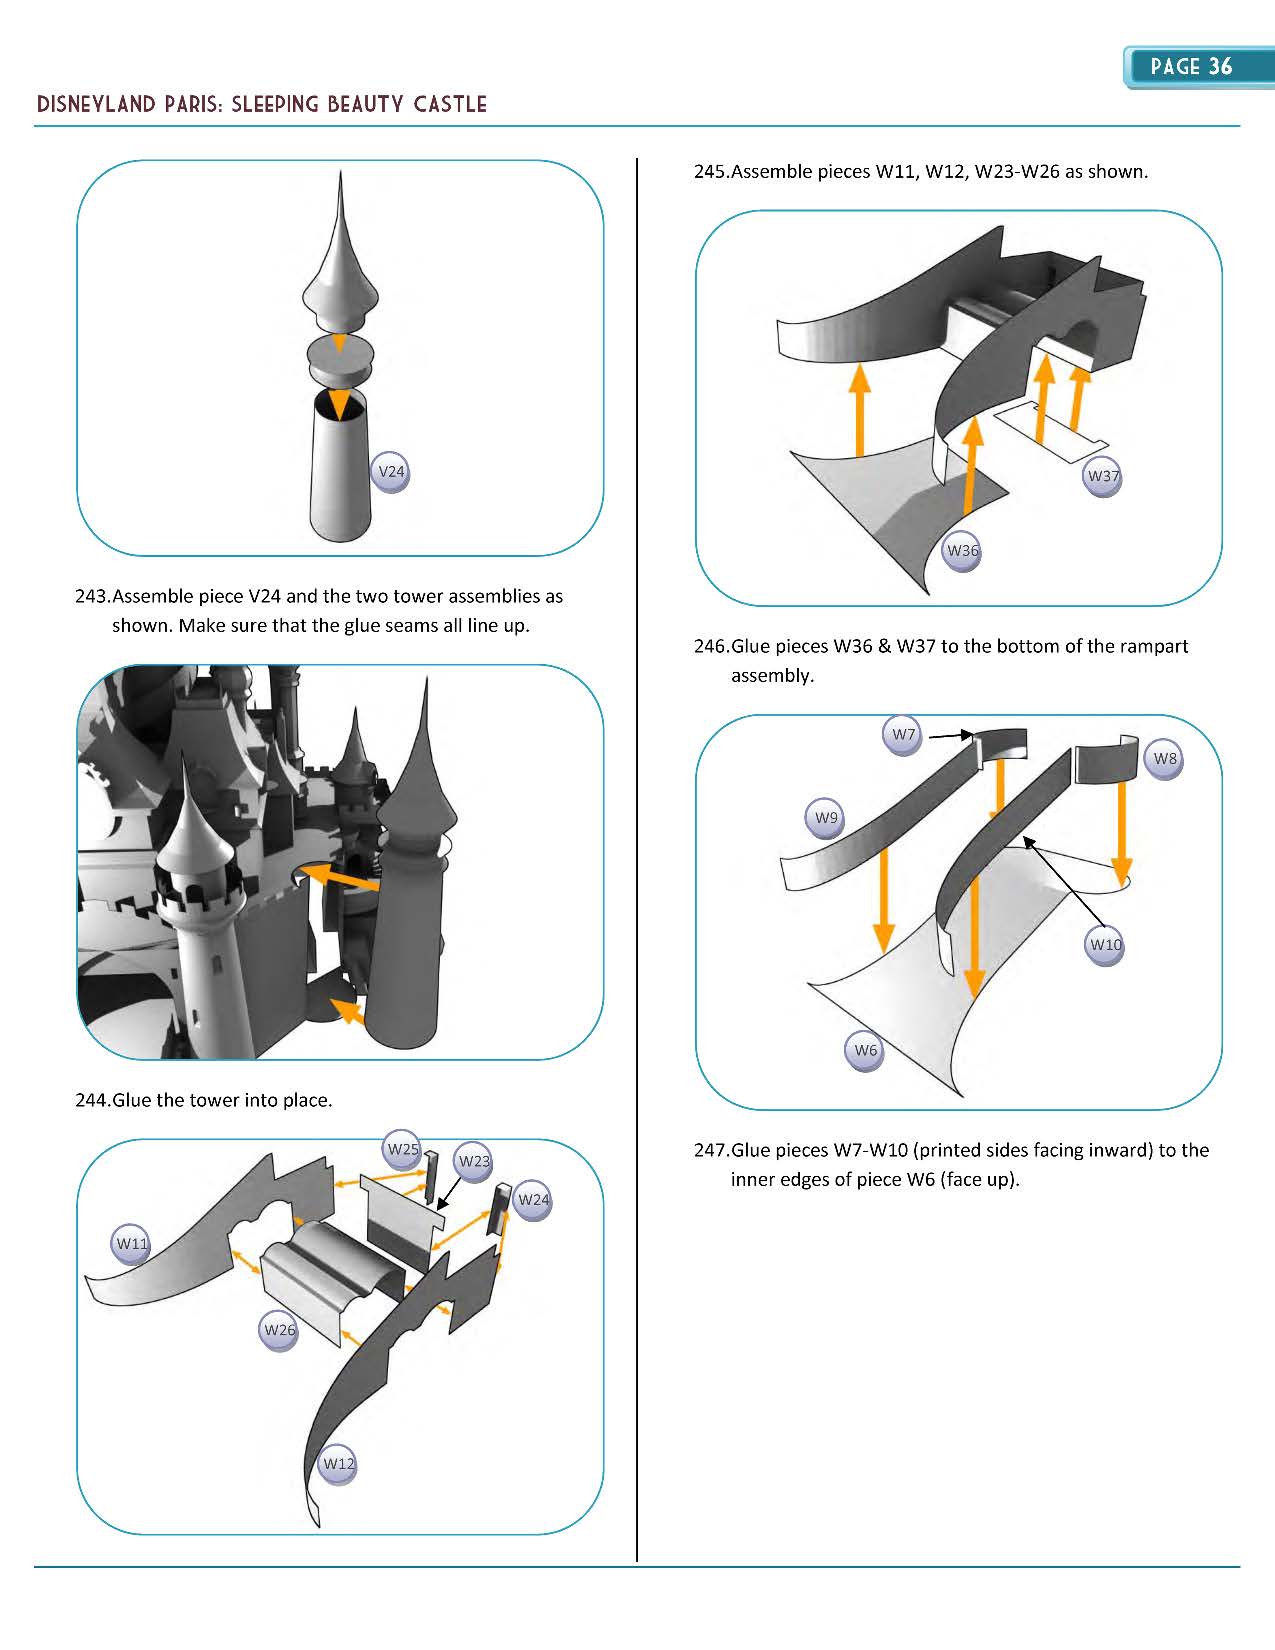 PAGE 36
DISNEYLAND PARIS: SLEEPING BEAUTY CASTLE
V24
243.Assemble piece V24 and the two tower assemblies as
shown. Make sure that the glue seams all line up.
244.Glue the tower into place.
W25
W23
W24
W11
W26
W12
245.Assemble pieces W11, W12, W23-W26 as shown.
W37
W36
246.Glue pieces W36 & W37 to the bottom of the rampart
assembly.
W7
W8
W9
W10
W6
247.Glue pieces W7-W10 (printed sides facing inward) to the
inner edges of piece W6 (face up).